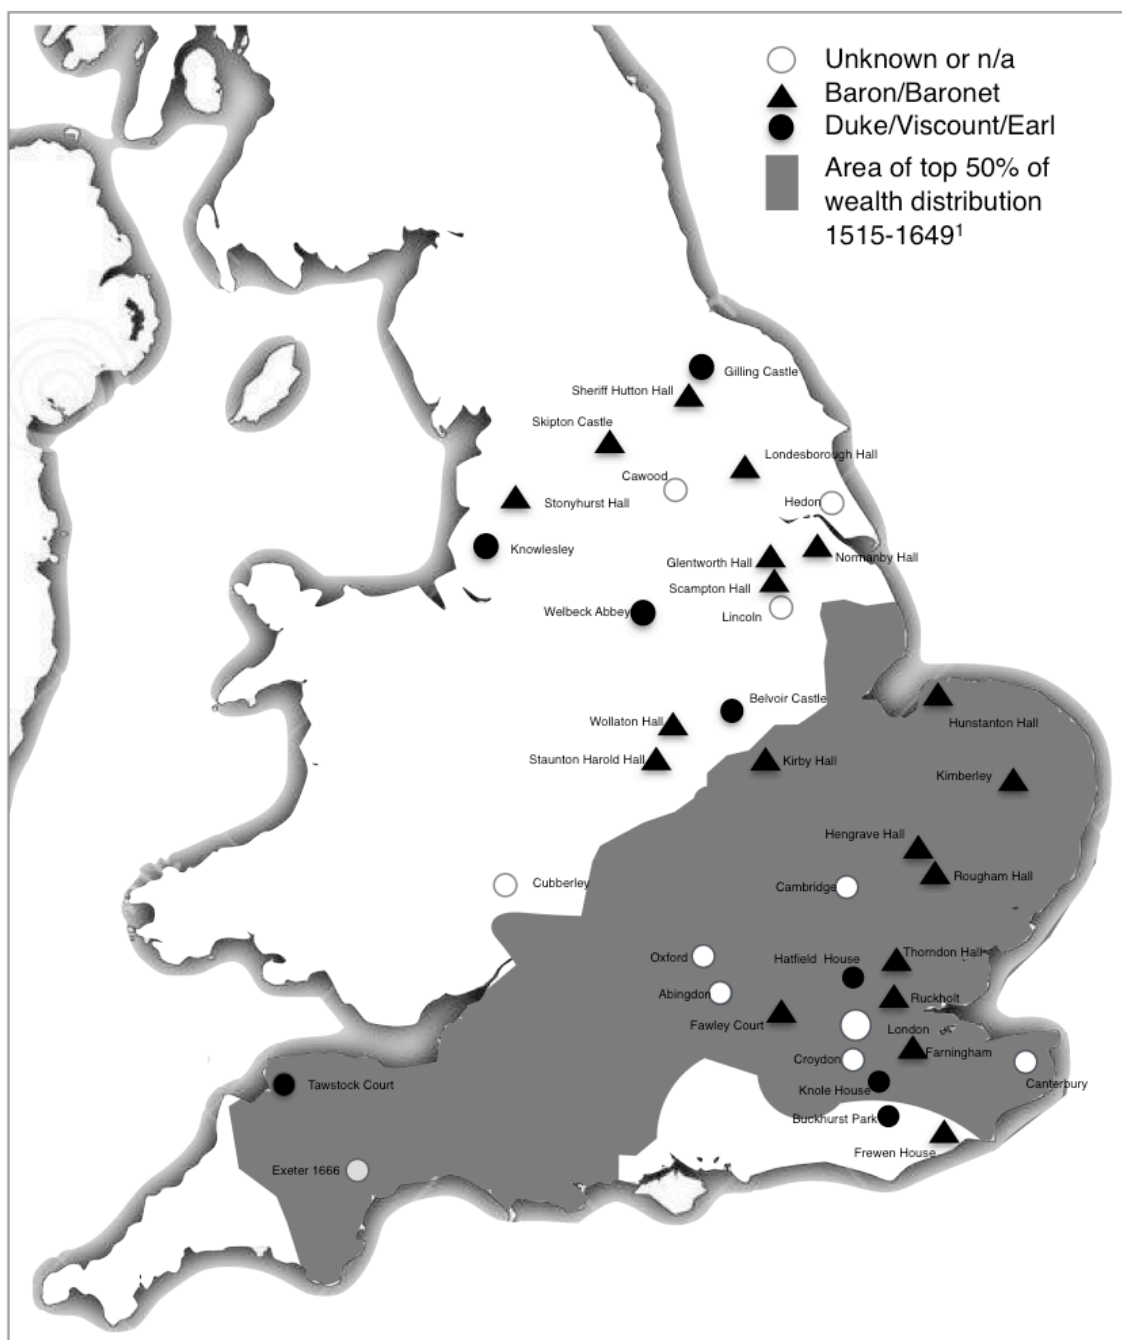 Unknown or n/a
Baron/Baronet
Duke/Viscount/Earl
Area of top 50% of
wealth distribution
1515-1649¹
Gilling Castle
Sheriff Hutton Hall
Skipton Castle
Londesborough Hall
Cawood
Stonyhurst Hall
Hedon
Knowlesley
Normanby Hall
Glentworth Hall
Scampton Hall
Welbeck Abbey
Lincoln
Belvoir Castle
Wollaton Hall
Hunstanton Hall
Staunton Harold Hall
Kirby Hall
Kimberley
Hengrave Hall
Rougham Hall
Cubberley
Cambridge
Thorndon Hall
Oxford
Hatfield House
Abingdon
Ruckholt
Fawley Court
London
Farningham
Croydon
Tawstock Court
Canterbury
Knole House
Buckhurst Park
Frewen House
Exeter 1666